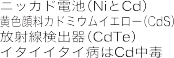 ニッカド電池(NiとCd)
黄色顔料カドミウムイエロー(CdS)
放射線検出器(CdTe)
イタイイタイ病はCd中毒